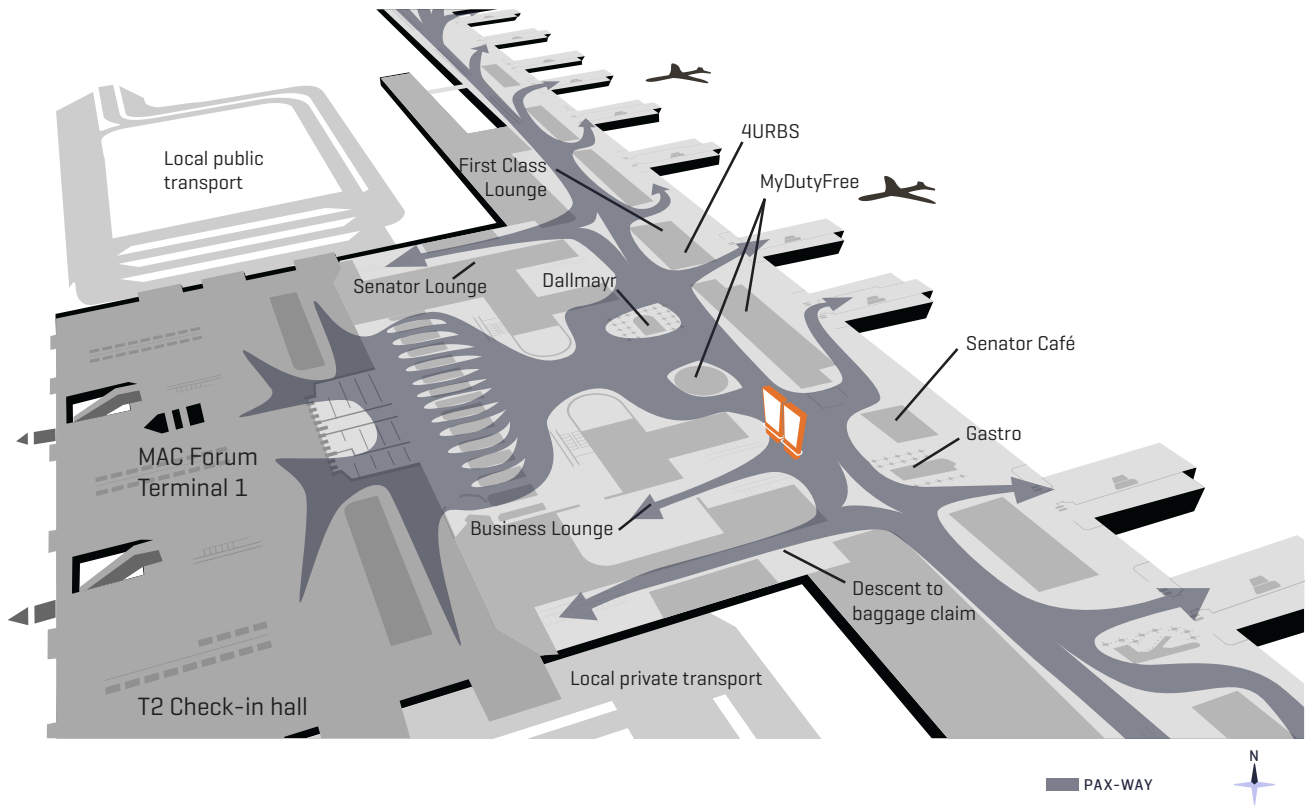 4URBS
Local public
transport
First Class
Lounge
MyDutyFree
Senator Lounge
Dallmayr
Senator Café
Gastro
MAC Forum
Terminal 1
Business Lounge
Descent to
baggage claim
Local private transport
T2 Check-in hall
N
PAX-WAY